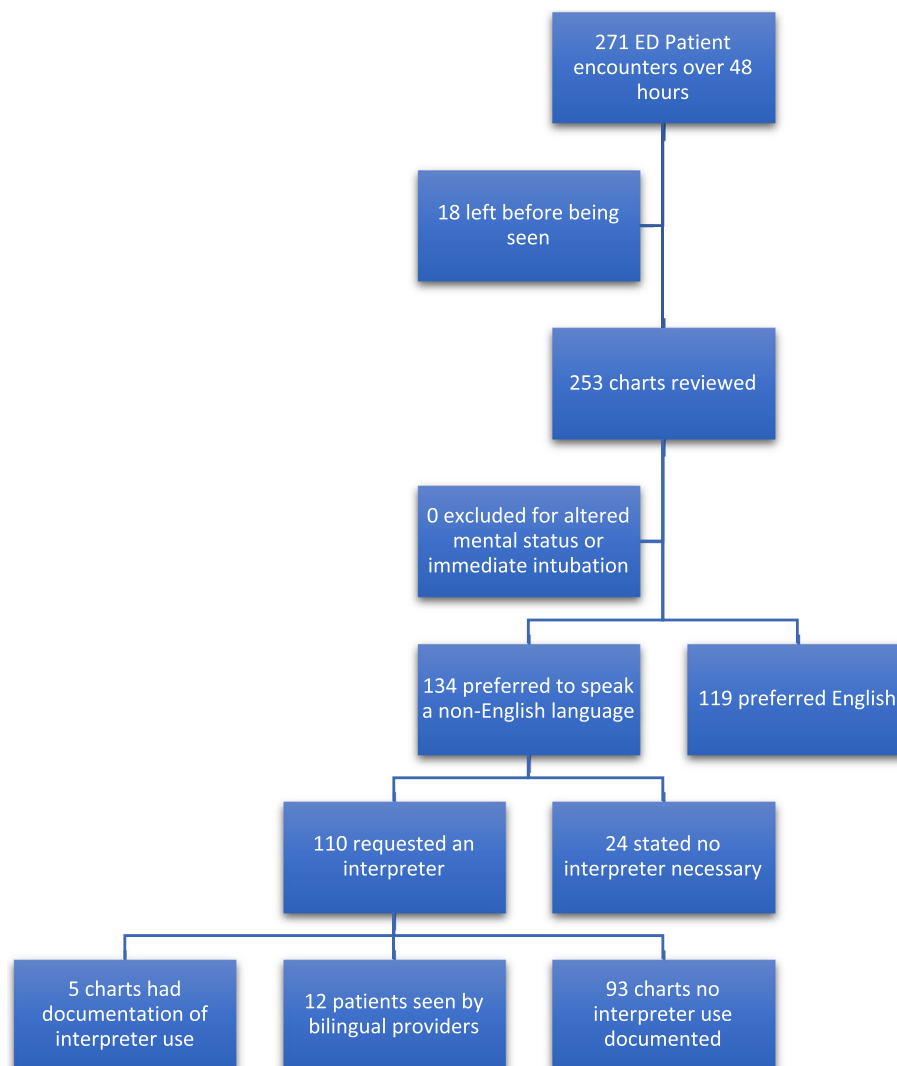 271 ED Patient
encounters over 48
hours
18 left before being
seen
253 charts reviewed
0 excluded for altered
mental status or
immediate intubation
134 preferred to speak
a non-English language
119 preferred English
110 requested an
interpreter
24 stated no
interpreter necessary
5 charts had
documentation of
interpreter use
12 patients seen by
bilingual providers
93 charts no
interpreter use
documented